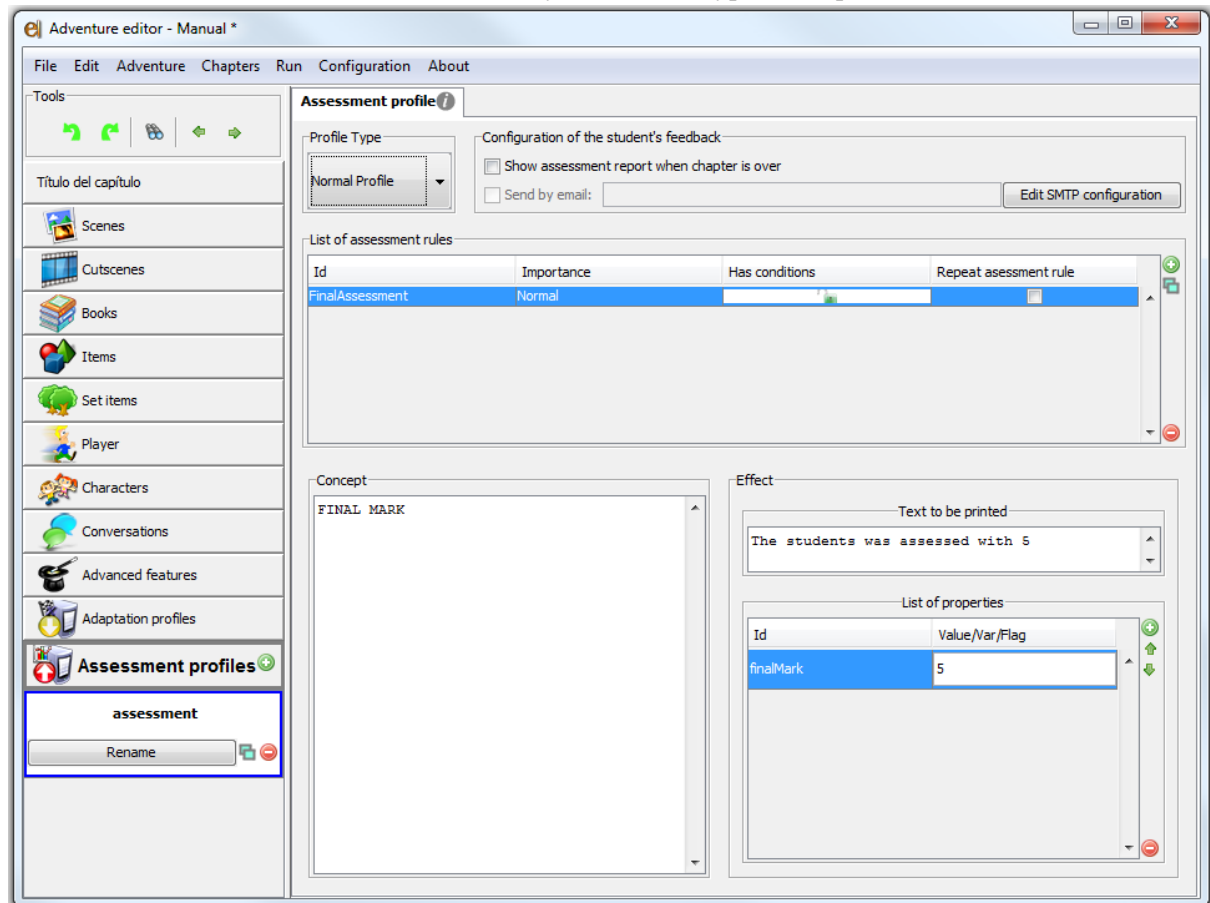 Adventure editor - Manual *
File Edit Adventure Chapters Run Configuration About
Tools
Título del capítulo
Scenes
Cutscenes
Books
Items
Set items
Player
Characters
Conversations
Advanced features
Adaptation profiles
Assessment profiles
assessment
Rename
Assessment profile
Profile Type
Normal Profile
Configuration of the student's feedback
Show assessment report when chapter is over
Send by email:
Edit SMTP configuration
List of assessment rules
Id Importance Has conditions Repeat asessment rule
FinalAssessment Normal
Concept
FINAL MARK
Effect
Text to be printed
The students was assessed with 5
List of properties
Id Value/Var/Flag
finalMark 5